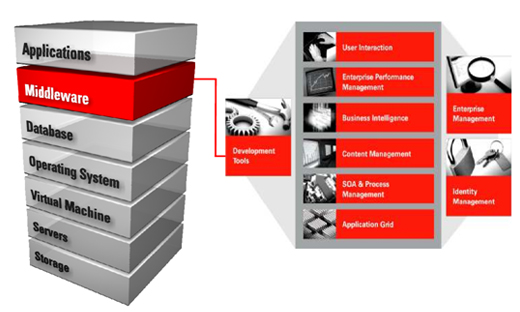 Applications
Middleware
Database
Operating System
Virtual Machine
Servers
Storage
Development
Tools
User Interaction
Enterprise Performance
Management
Business Intelligence
Content Management
SOA & Process
Management
Application Grid
Enterprise
Management
Identity
Management